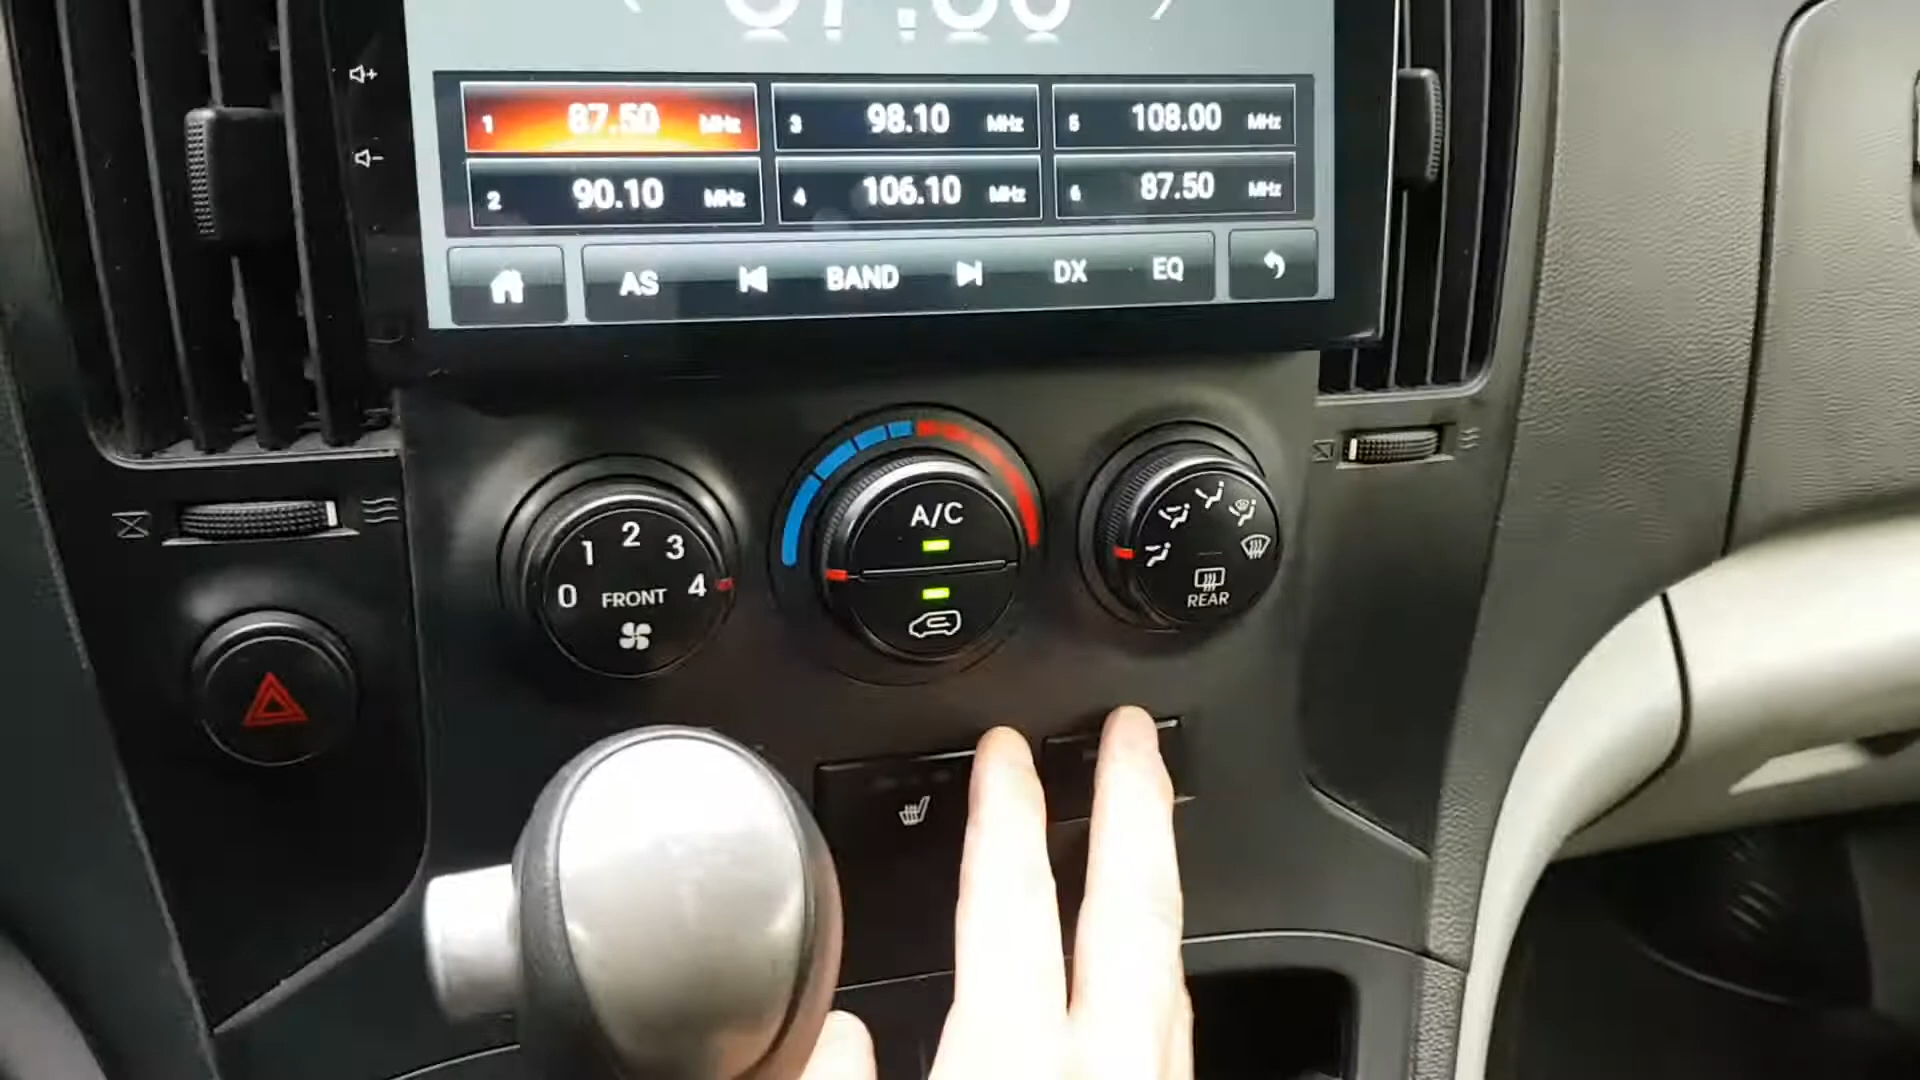 1 87.50 MHz
3 98.10 MHz
5 108.00 MHz
2 90.10 MHz
4 106.10 MHz
6 87.50 MHz
AS BAND DX EQ
0 1 2 3 4
FRONT
A/C
REAR